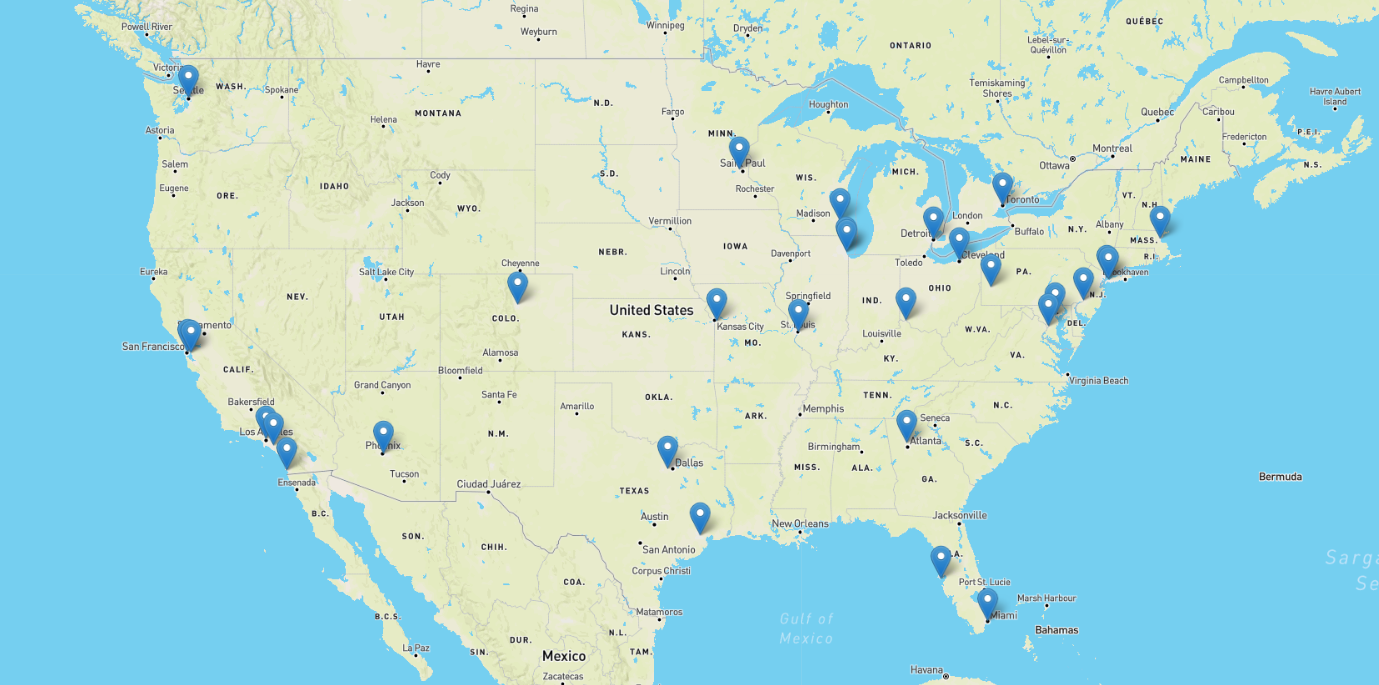 Regina
Winnipeg
Dryden
QUÉBEC
Powell River
Weyburn
ONTARIO
Lebel-sur-
Quévillon
Havre
Victoria
Campbellton
Temiskaming
Shores
Seattle
WASH.
Spokane
Havre Aubert
Island
N.D.
Houghton
MONTANA
Fargo
Quebec
Caribou
Helena
Astoria
MINN.
P.E.I.
Fredericton
Montreal
MAINE
Salem
Saint Paul
Ottawa
N.S.
S.D.
Cody
WIS.
MICH.
Eugene
IDAHO
Rochester
VT.
ORE.
Jackson
WYO.
Toronto
N.H.
Madison
London
Vermillion
Albany
N.Y.
Buffalo
Detroit
MASS.
IOWA
NEBR.
Davenport
Cleveland
R.I.
Toledo
Cheyenne
Eureka
Salt Lake City
Lincoln
PA.
Brookhaven
OHIO
NEV.
Springfield
IND.
N.J.
United States
UTAH
COLO.
Sacramento
Kansas City
St. Louis
DEL.
W.VA.
KANS.
Louisville
San Francisco
MO.
Alamosa
KY.
VA.
CALIF.
Bloomfield
Virginia Beach
Grand Canyon
Santa Fe
OKLA.
TENN.
Bakersfield
Amarillo
Memphis
N.C.
ARK.
Seneca
Los Angeles
N.M.
Phoenix
Birmingham
Atlanta
S.C.
Dallas
MISS.
ALA.
Tucson
GA.
Ensenada
Ciudad Juárez
TEXAS
Bermuda
B.C.
Austin
New Orleans
Jacksonville
SON.
CHIH.
San Antonio
FLA.
Sarga
Corpus Christi
COA.
Port St. Lucie
Se
Marsh Harbour
B.C.S.
Matamoros
Miami
Gulf of
Mexico
Bahamas
N.L.
DUR.
La Paz
SIN.
Mexico
TAM.
Havana
Zacatecas